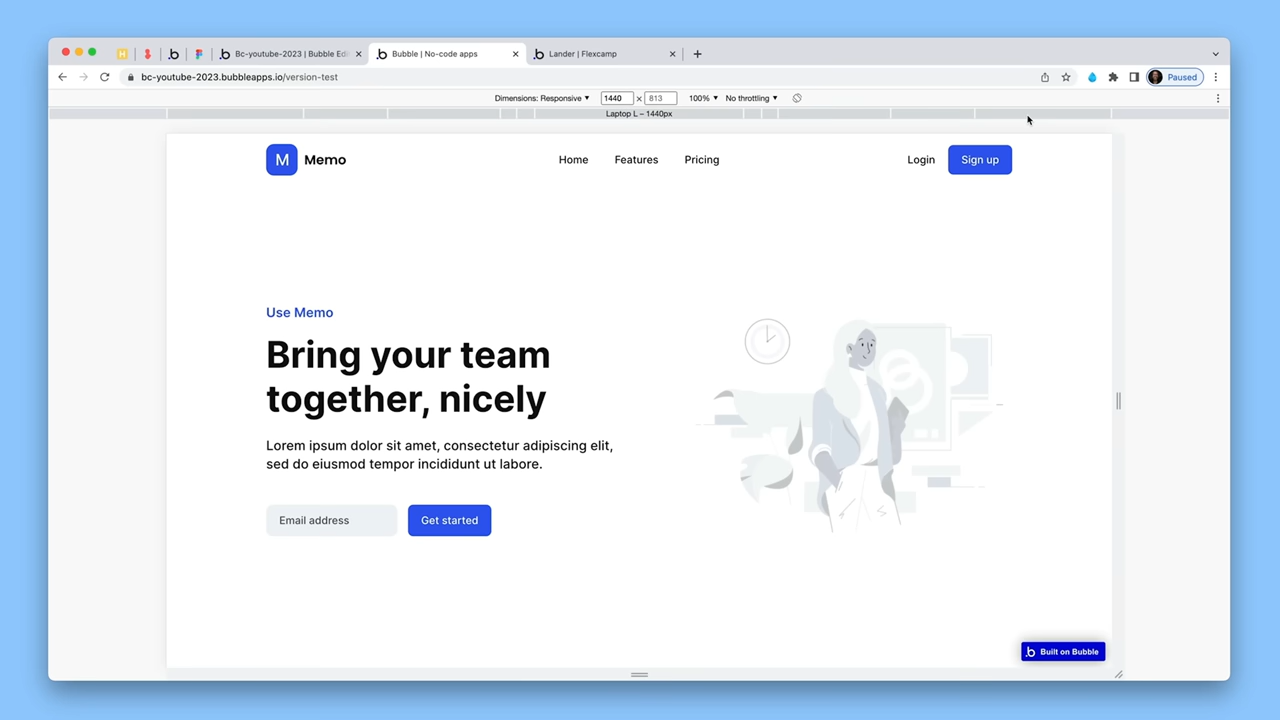 Bc-youtube-2023 | Bubble Edi
Bubble | No-code apps
Lander | Flexcamp
bc-youtube-2023.bubbleapps.io/version-test
Paused
Dimensions: Responsive
1440 × 813
100%
No throttling
Laptop L – 1440px
M
Memo
Home
Features
Pricing
Login
Sign up
Use Memo
Bring your team
together, nicely
Lorem ipsum dolor sit amet, consectetur adipiscing elit,
sed do eiusmod tempor incididunt ut labore.
Email address
Get started
Built on Bubble